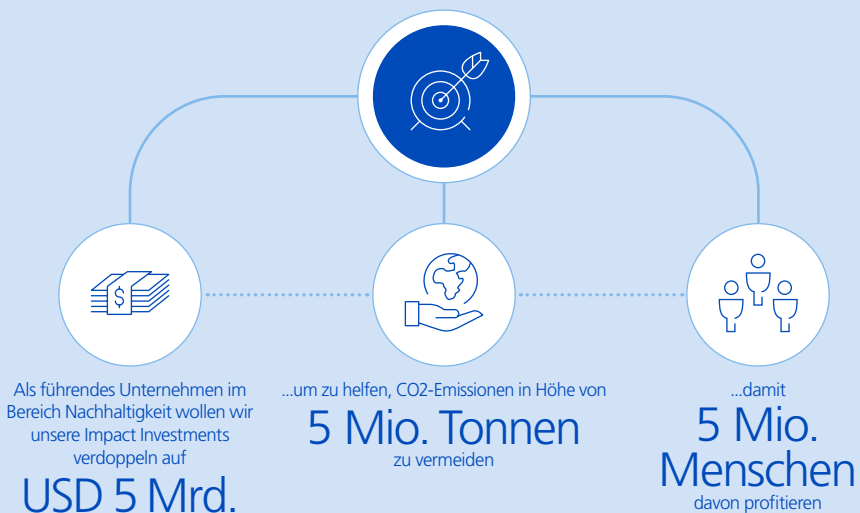 $
Als führendes Unternehmen im
Bereich Nachhaltigkeit wollen wir
unsere Impact Investments
verdoppeln auf
USD 5 Mrd.
...um zu helfen, CO2-Emissionen in Höhe von
5 Mio. Tonnen
zu vermeiden
...damit
5 Mio.
Menschen
davon profitieren